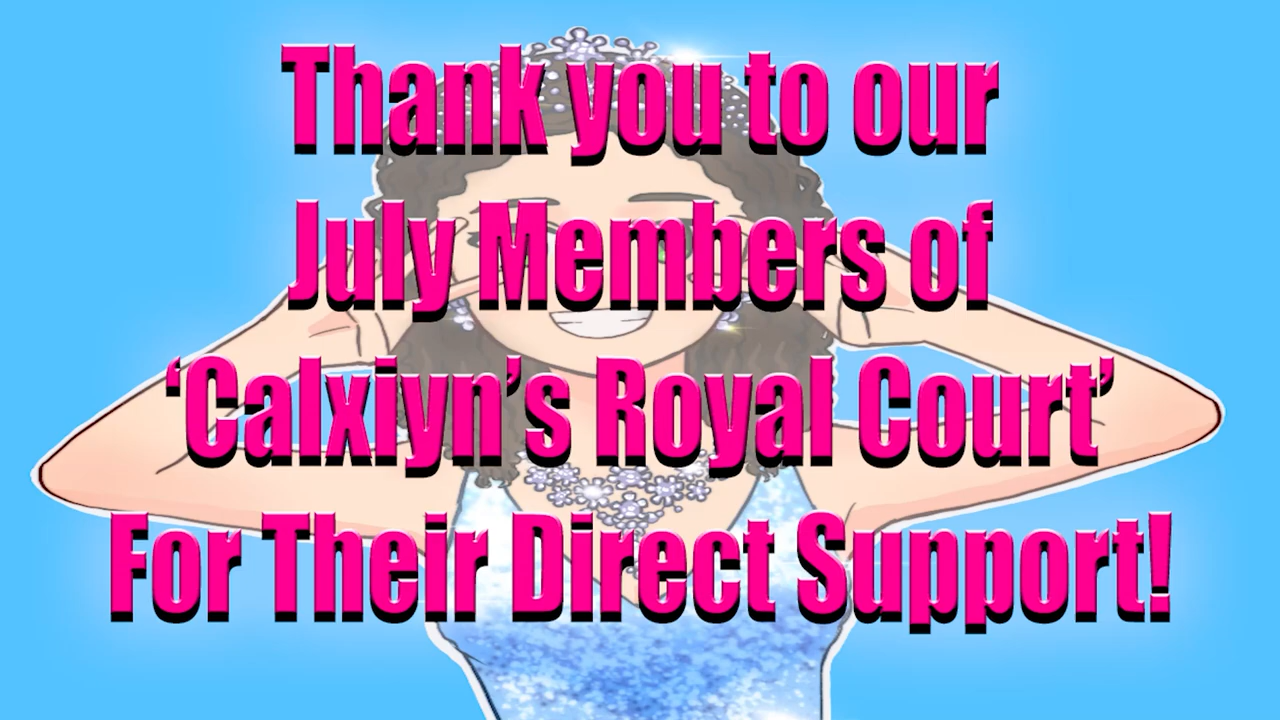 Thank you to our
July Members of
‘Calxiyn’s Royal Court’
For Their Direct Support!